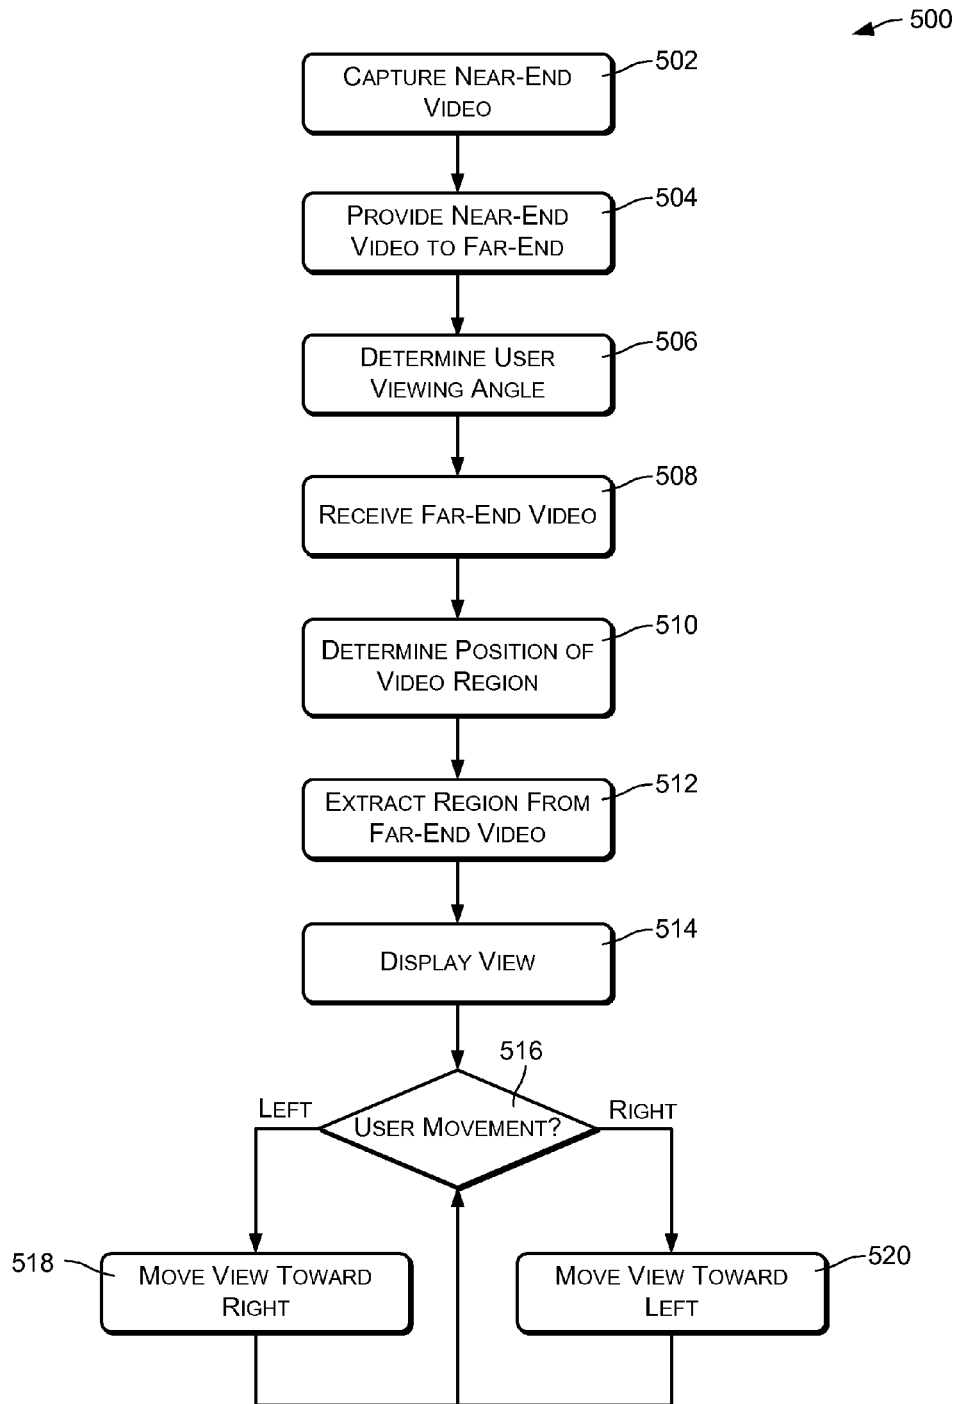 500
CAPTURE NEAR-END
VIDEO
502
PROVIDE NEAR-END
VIDEO TO FAR-END
504
DETERMINE USER
VIEWING ANGLE
506
RECEIVE FAR-END VIDEO
508
DETERMINE POSITION OF
VIDEO REGION
510
EXTRACT REGION FROM
FAR-END VIDEO
512
DISPLAY VIEW
514
516
USER MOVEMENT?
LEFT
RIGHT
518
MOVE VIEW TOWARD
RIGHT
MOVE VIEW TOWARD
LEFT
520